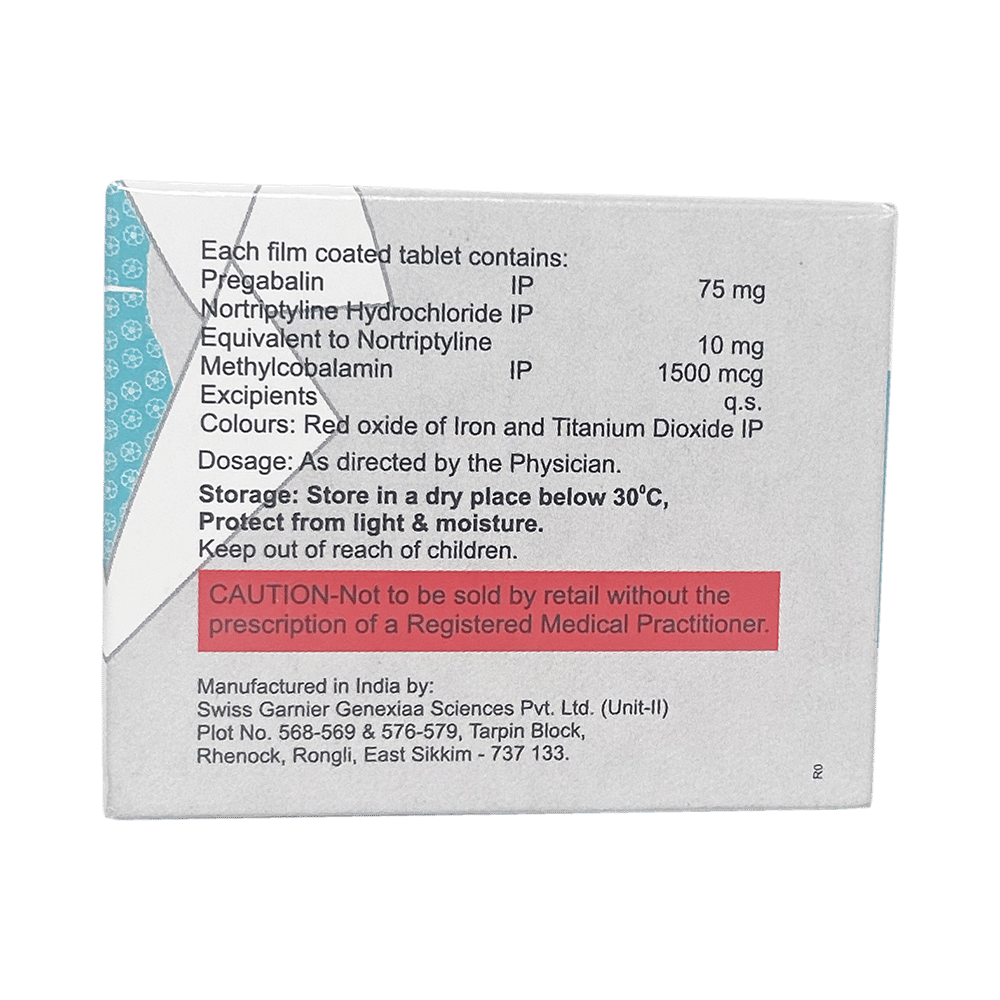 Each film coated tablet contains:
Pregabalin IP 75 mg
Nortriptyline Hydrochloride IP
Equivalent to Nortriptyline 10 mg
Methylcobalamin IP 1500 mcg
Excipients q.s.
Colours: Red oxide of Iron and Titanium Dioxide IP
Dosage: As directed by the Physician.
Storage: Store in a dry place below 30⁰C,
Protect from light & moisture.
Keep out of reach of children.
CAUTION-Not to be sold by retail without the
prescription of a Registered Medical Practitioner.
Manufactured in India by:
Swiss Garnier Genexiaa Sciences Pvt. Ltd. (Unit-II)
Plot No. 568-569 & 576-579, Tarpin Block,
Rhenock, Rongli, East Sikkim - 737 133.
R0